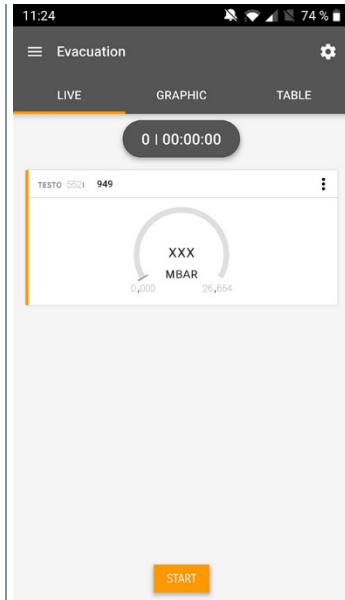 11:24 74 %
Evacuation
LIVE GRAPHIC TABLE
0 | 00:00:00
TESTO 552I 949
XXX
MBAR
0,000 26,664
START